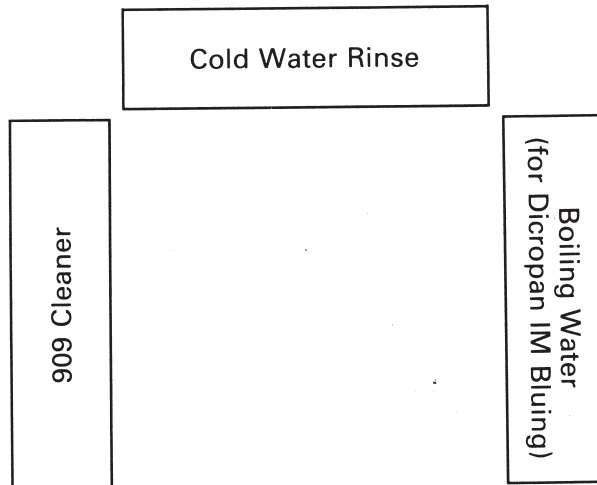 Cold Water Rinse
909 Cleaner
Boiling Water
(for Dicropan IM Bluing)